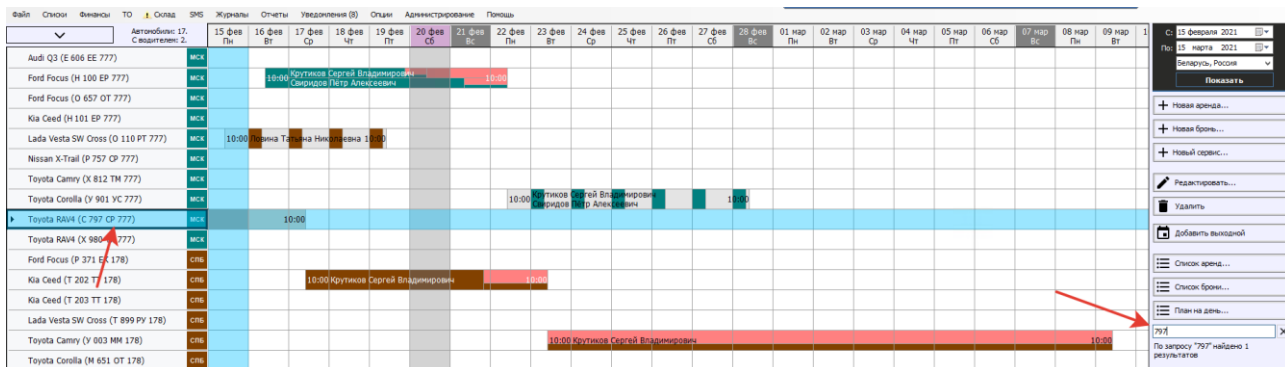 Файл Списки Финансы ТО Склад SMS Журналы Отчеты Уведомления (8) Опции Администрирование Помощь
Автомобили: 17.
С водителем: 2.
15 фев 16 фев 17 фев 18 фев 19 фев 20 фев 21 фев 22 фев 23 фев 24 фев 25 фев 26 фев 27 фев 28 фев 01 мар 02 мар 03 мар 04 мар 05 мар 06 мар 07 мар 08 мар 09 мар 1
Пн Вт Ср Чт Пт Сб Вс Пн Вт Ср Чт Пт Сб Вс Пн Вт Ср Чт Пт Сб Вс Пн Вт
Audi Q3 (Е 606 ЕЕ 777) МСК
Ford Focus (Н 100 ЕР 777) МСК 10:00 Крутиков Сергей Владимирович 10:00
Свиридов Пётр Алексеевич
Ford Focus (О 657 ОТ 777) МСК
Kia Ceed (Н 101 ЕР 777) МСК
Lada Vesta SW Cross (О 110 РТ 777) МСК 10:00 Ловина Татьяна Николаевна 10:00
Nissan X-Trail (Р 757 СР 777) МСК
Toyota Camry (Х 812 ТМ 777) МСК
Toyota Corolla (У 901 УС 777) МСК 10:00 Крутиков Сергей Владимирович 10:00
Свиридов Пётр Алексеевич
Toyota RAV4 (С 797 СР 777) МСК 10:00
Toyota RAV4 (Х 980 777) МСК
Ford Focus (Р 371 ЕК 178) СПБ
Kia Ceed (Т 202 ТТ 178) СПБ 10:00 Крутиков Сергей Владимирович 10:00
Kia Ceed (Т 203 ТТ 178) СПБ
Lada Vesta SW Cross (Т 899 РУ 178) СПБ
Toyota Camry (У 003 ММ 178) СПБ 10:00 Крутиков Сергей Владимирович 10:00
Toyota Corolla (М 651 ОТ 178) СПБ
С: 15 февраля 2021
По: 15 марта 2021
Беларусь, Россия
Показать
Новая аренда...
Новая бронь...
Новый сервис...
Редактировать...
Удалить
Добавить выходной
Список аренд...
Список брони...
План на день...
797
По запросу "797" найдено 1
результатов